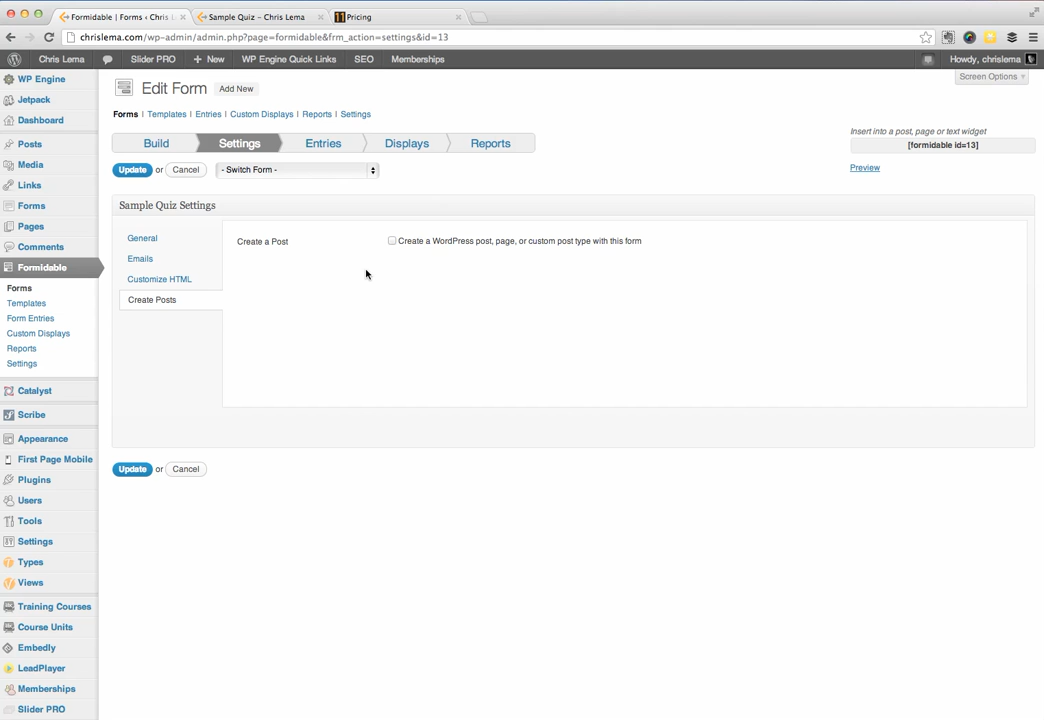 Formidable | Forms ‹ Chris
Sample Quiz – Chris Lema
11 Pricing
chrislema.com/wp-admin/admin.php?page=formidable&frm_action=settings&id=13
Chris Lema
Slider PRO
+ New
WP Engine Quick Links
SEO
Memberships
Howdy, chrislema
WP Engine
Jetpack
Dashboard
Posts
Media
Links
Forms
Pages
Comments
Formidable
Forms
Templates
Form Entries
Custom Displays
Reports
Settings
Catalyst
Scribe
Appearance
First Page Mobile
Plugins
Users
Tools
Settings
Types
Views
Training Courses
Course Units
Embedly
LeadPlayer
Memberships
Slider PRO
Screen Options
Edit Form
Add New
Forms | Templates | Entries | Custom Displays | Reports | Settings
Build
Settings
Entries
Displays
Reports
Insert into a post, page or text widget
[formidable id=13]
Preview
Update or Cancel
- Switch Form -
Sample Quiz Settings
General
Emails
Customize HTML
Create Posts
Create a Post
Create a WordPress post, page, or custom post type with this form
Update or Cancel